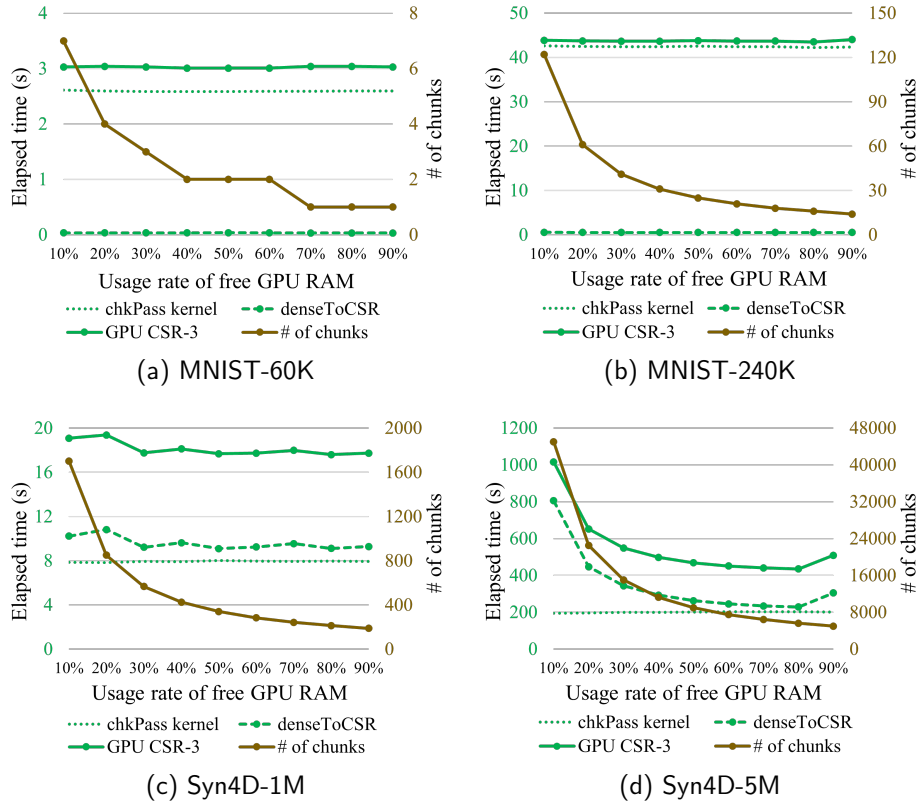 4
3
2
1
0
Elapsed time (s)
8
6
4
2
0
# of chunks
10% 20% 30% 40% 50% 60% 70% 80% 90%
Usage rate of free GPU RAM
chkPass kernel denseToCSR
GPU CSR-3 # of chunks
(a) MNIST-60K
50
40
30
20
10
0
Elapsed time (s)
150
120
90
60
30
0
# of chunks
10% 20% 30% 40% 50% 60% 70% 80% 90%
Usage rate of free GPU RAM
chkPass kernel denseToCSR
GPU CSR-3 # of chunks
(b) MNIST-240K
20
16
12
8
4
0
Elapsed time (s)
2000
1600
1200
800
400
0
# of chunks
10% 20% 30% 40% 50% 60% 70% 80% 90%
Usage rate of free GPU RAM
chkPass kernel denseToCSR
GPU CSR-3 # of chunks
(c) Syn4D-1M
1200
1000
800
600
400
200
0
Elapsed time (s)
48000
40000
32000
24000
16000
8000
0
# of chunks
10% 20% 30% 40% 50% 60% 70% 80% 90%
Usage rate of free GPU RAM
chkPass kernel denseToCSR
GPU CSR-3 # of chunks
(d) Syn4D-5M